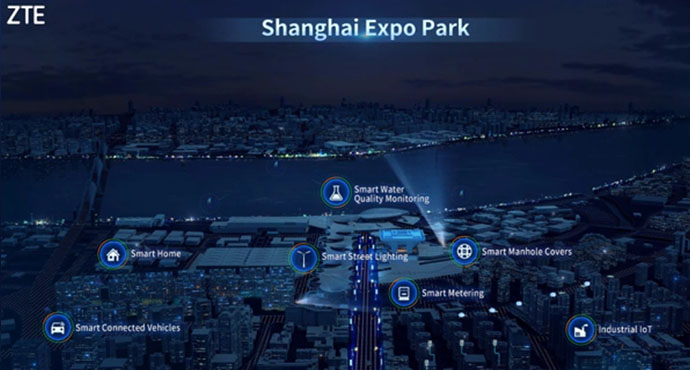 ZTE
Shanghai Expo Park
Smart Water
Quality Monitoring
Smart Home
Smart Street Lighting
Smart Manhole Covers
Smart Metering
Smart Connected Vehicles
Industrial IoT